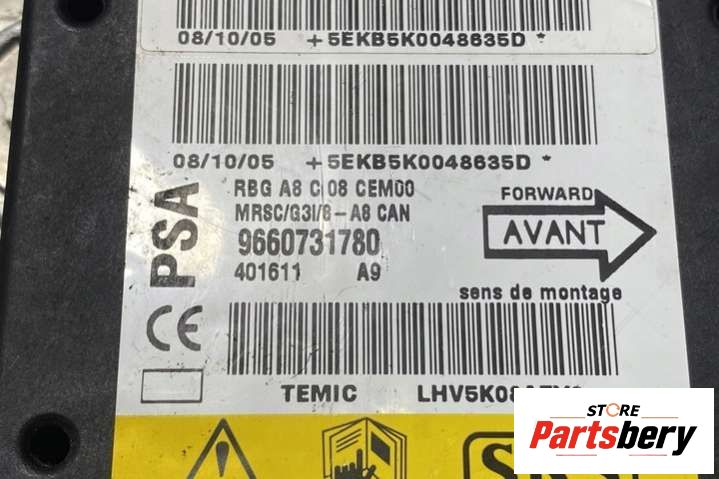 08/10/05 +5EKB5K0048635D *
08/10/05 +5EKB5K0048635D *
PSA
RBG A8 C 08 CEM00
MRSC/G3I/8-A8 CAN
9660731780
401611 A9
FORWARD
AVANT
sens de montage
CE
TEMIC
STORE
Partsbery